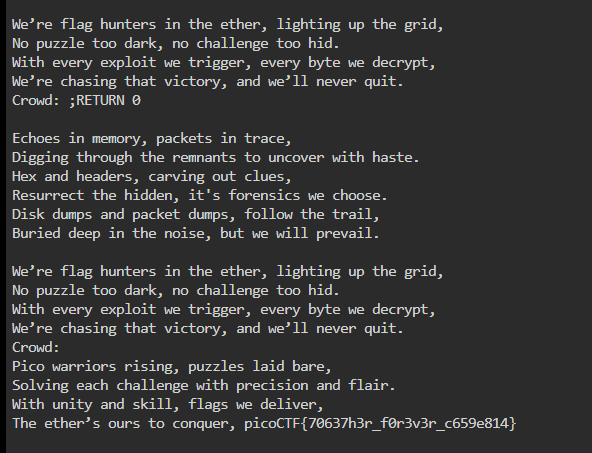 We’re flag hunters in the ether, lighting up the grid,
No puzzle too dark, no challenge too hid.
With every exploit we trigger, every byte we decrypt,
We’re chasing that victory, and we’ll never quit.
Crowd: ;RETURN 0
Echoes in memory, packets in trace,
Digging through the remnants to uncover with haste.
Hex and headers, carving out clues,
Resurrect the hidden, it's forensics we choose.
Disk dumps and packet dumps, follow the trail,
Buried deep in the noise, but we will prevail.
We’re flag hunters in the ether, lighting up the grid,
No puzzle too dark, no challenge too hid.
With every exploit we trigger, every byte we decrypt,
We’re chasing that victory, and we’ll never quit.
Crowd:
Pico warriors rising, puzzles laid bare,
Solving each challenge with precision and flair.
With unity and skill, flags we deliver,
The ether’s ours to conquer, picoCTF{70637h3r_f0r3v3r_c659e814}